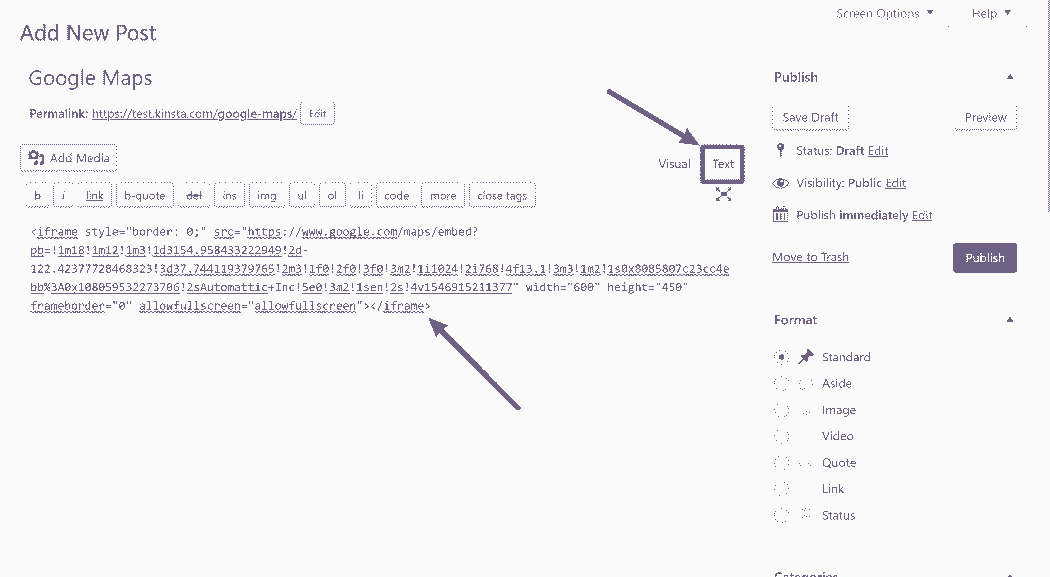 Screen Options
Help
Add New Post
Google Maps
Permalink: https://test.kinsta.com/google-maps/ Edit
Add Media
Visual
Text
b i link b-quote del ins img ul ol li code more close tags
<iframe style="border: 0;" src="https://www.google.com/maps/embed?
pb=!1m18!1m12!1m3!1d3154.958433222949!2d-
122.42377728468323!3d37.744119379765!2m3!1f0!2f0!3f0!3m2!1i1024!2i768!4f13.1!3m3!1m2!1s0x8085807c23cc4e
bb%3A0x108059532273706!2sAutomattic+Inc!5e0!3m2!1sen!2s!4v1546915211377" width="600" height="450"
frameborder="0" allowfullscreen="allowfullscreen"></iframe>
Publish
Save Draft
Preview
Status: Draft Edit
Visibility: Public Edit
Publish immediately Edit
Move to Trash
Publish
Format
Standard
Aside
Image
Video
Quote
Link
Status
Categories